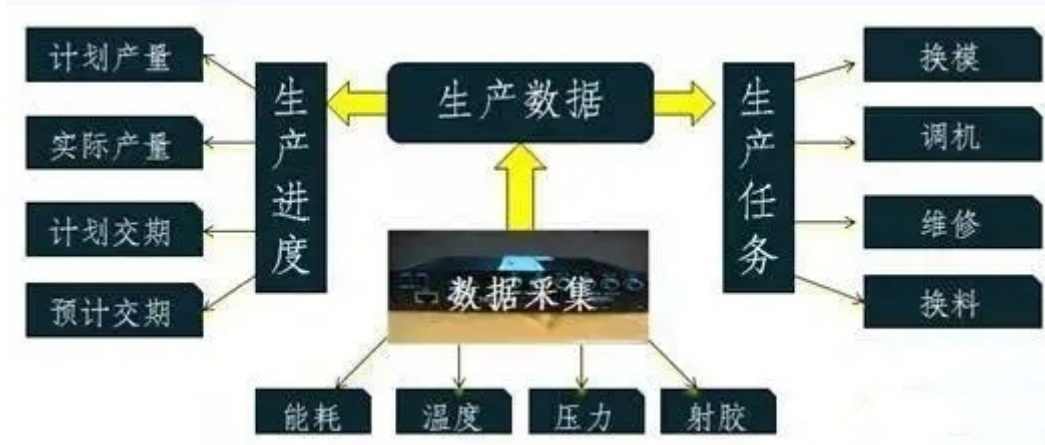 计划产量
实际产量
计划交期
预计交期
生产进度
生产数据
生产任务
换模
调机
维修
换料
数据采集
能耗
温度
压力
射胶